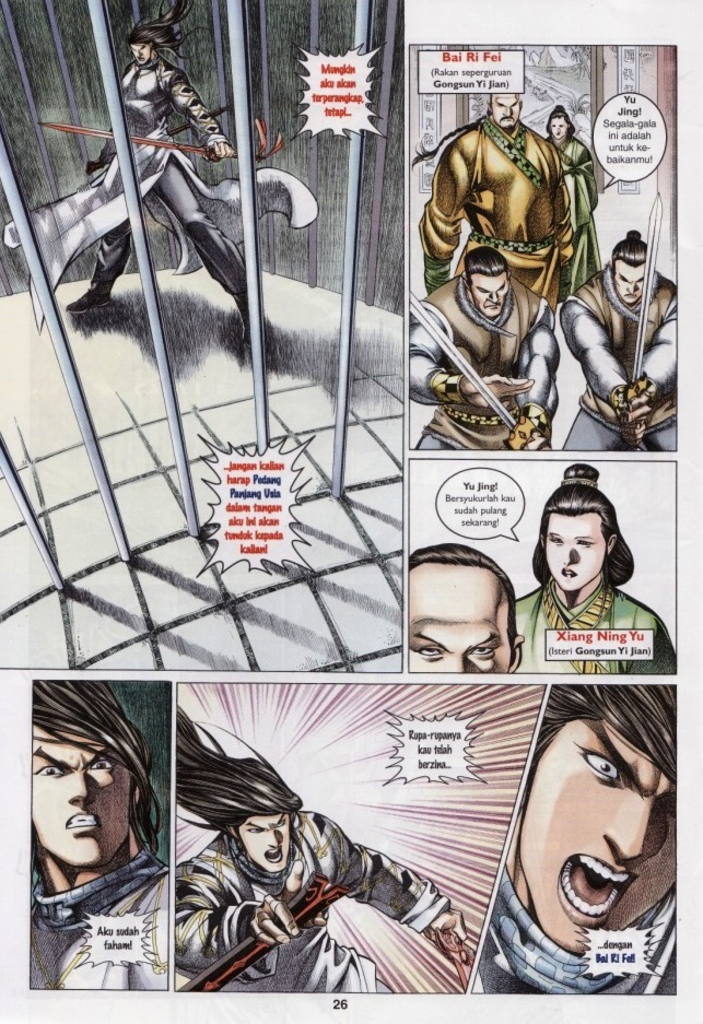 Mungkin
aku akan
terperangkap,
tetapi...
...jangan kalian
harap Pedang
Panjang Usia
dalam tangan
aku ini akan
tunduk kepada
kalian!
Bai Ri Fei
(Rakan seperguruan
Gongsun Yi Jian)
Yu
Jing!
Segala-gala
ini adalah
untuk ke-
baikanmu!
Yu Jing!
Bersyukurlah kau
sudah pulang
sekarang!
Xiang Ning Yu
(Isteri Gongsun Yi Jian)
Aku sudah
faham!
Rupa-rupanya
kau telah
berzina...
...dengan
Bai Ri Fei!
26